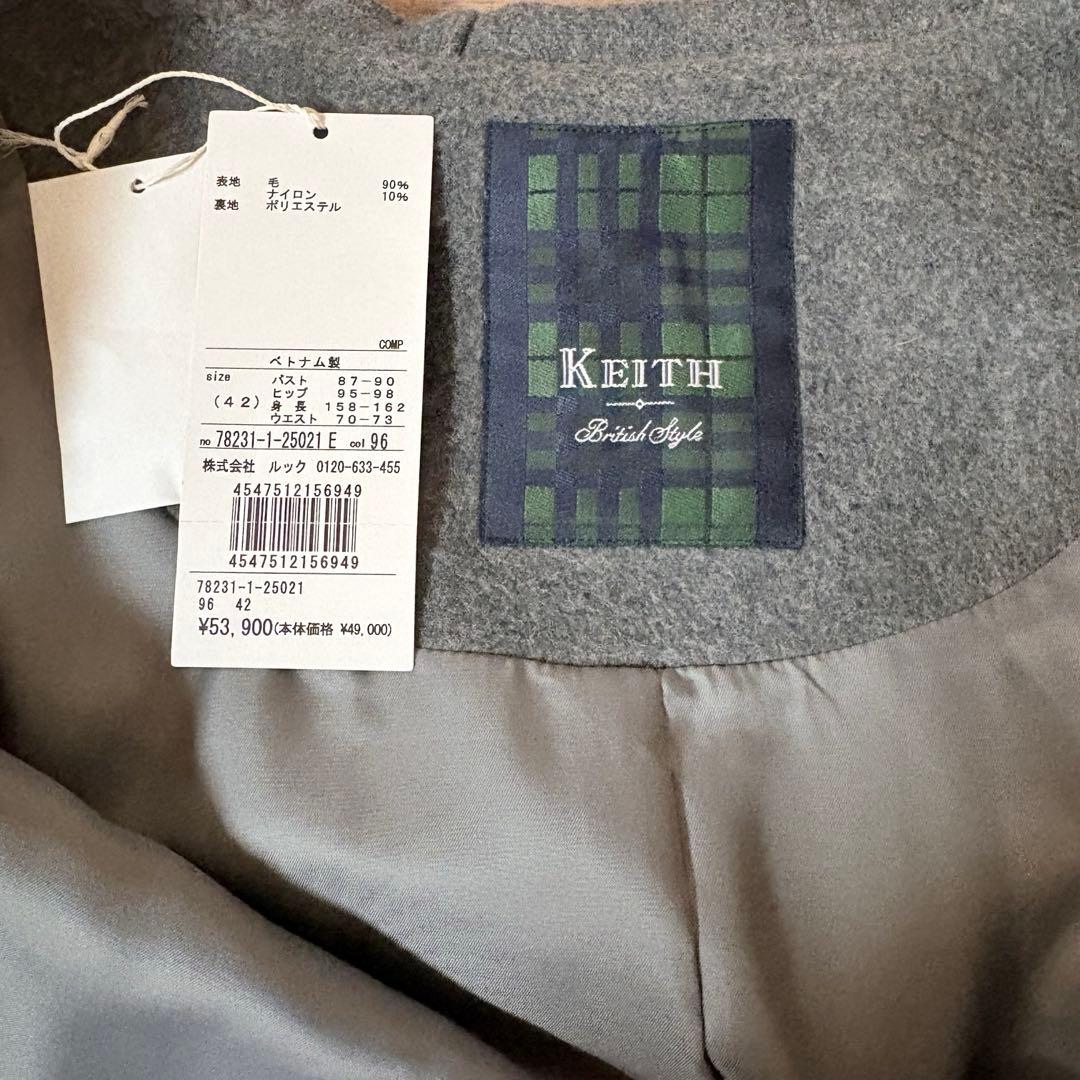 表地 毛 90%
ナイロン 10%
裏地 ポリエステル
COMP
ベトナム製
size バスト 87-90
ヒップ 95-98
(42) 身長 158-162
ウエスト 70-73
no 78231-1-25021 E col 96
株式会社 ルック 0120-633-455
4547512156949
4547512156949
78231-1-25021
96 42
¥53,900(本体価格 ¥49,000)
KEITH
British Style